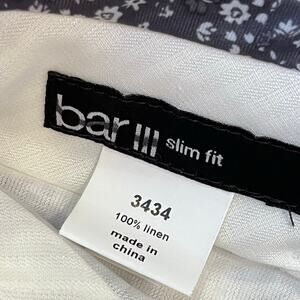 bar III slim fit
3434
100% linen
made in
china